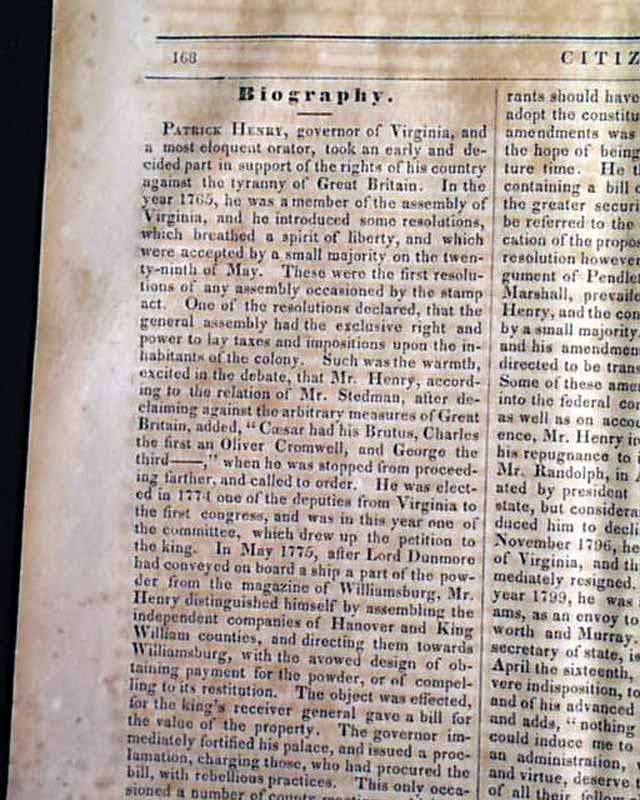 168
CITIZ
Biography.
PATRICK HENRY, governor of Virginia, and
a most eloquent orator, took an early and de-
cided part in support of the rights of his country
against the tyranny of Great Britain. In the
year 1765, he was a member of the assembly of
Virginia, and he introduced some resolutions,
which breathed a spirit of liberty, and which
were accepted by a small majority on the twen-
ty-ninth of May. These were the first resolu-
tions of any assembly occasioned by the stamp
act. One of the resolutions declared, that the
general assembly had the exclusive right and
power to lay taxes and impositions upon the in-
habitants of the colony. Such was the warmth,
excited in the debate, that Mr. Henry, accord-
ing to the relation of Mr. Stedman, after de-
claiming against the arbitrary measures of Great
Britain, added, "Cæsar had his Brutus, Charles
the first an Oliver Cromwell, and George the
third——," when he was stopped from proceed-
ing farther, and called to order. He was elect-
ed in 1774 one of the deputies from Virginia to
the first congress, and was in this year one of
the committee, which drew up the petition to
the king. In May 1775, after Lord Dunmore
had conveyed on board a ship a part of the pow-
der from the magazine of Williamsburg, Mr.
Henry distinguished himself by assembling the
independent companies of Hanover and King
William counties, and directing them towards
Williamsburg, with the avowed design of ob-
taining payment for the powder, or of compel-
ling to its restitution. The object was effected,
for the king's receiver general gave a bill for
the value of the property. The governor im-
mediately fortified his palace, and issued a proc-
lamation, charging those, who had procured the
bill, with rebellious practices. This only occa-
sioned a number of county
rants should have
adopt the constitu
amendments was
the hope of being
ture time. He th
containing a bill o
the greater securi
be referred to the
cation of the propos
resolution however
gument of Pendlet
Marshall, prevaile
Henry, and the con
by a small majority.
and his amendmen
directed to be trans
Some of these amen
into the federal con
as well as on accou
ence, Mr. Henry in
his repugnance to i
Mr. Randolph, in A
ated by president
state, but considera
duced him to declin
November 1796, he
of Virginia, and th
mediately resigned.
year 1799, he was
ams, as an envoy to
worth and Murray.
secretary of state, is
April the sixteenth,
vere indisposition, to
and of his advanced
and adds, "nothing
could induce me to
an administration, w
and virtue, deserve
of all their follow